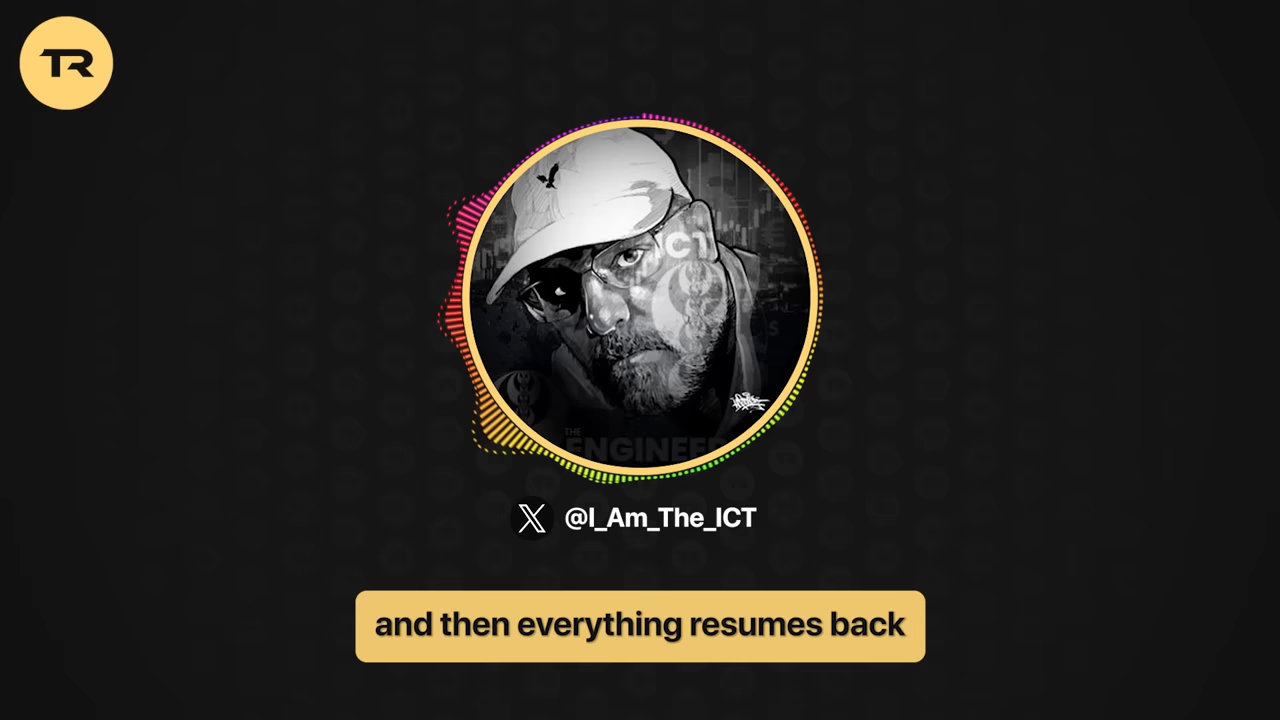 TR
ICT
THE
ENGINEER
@I_Am_The_ICT
and then everything resumes back